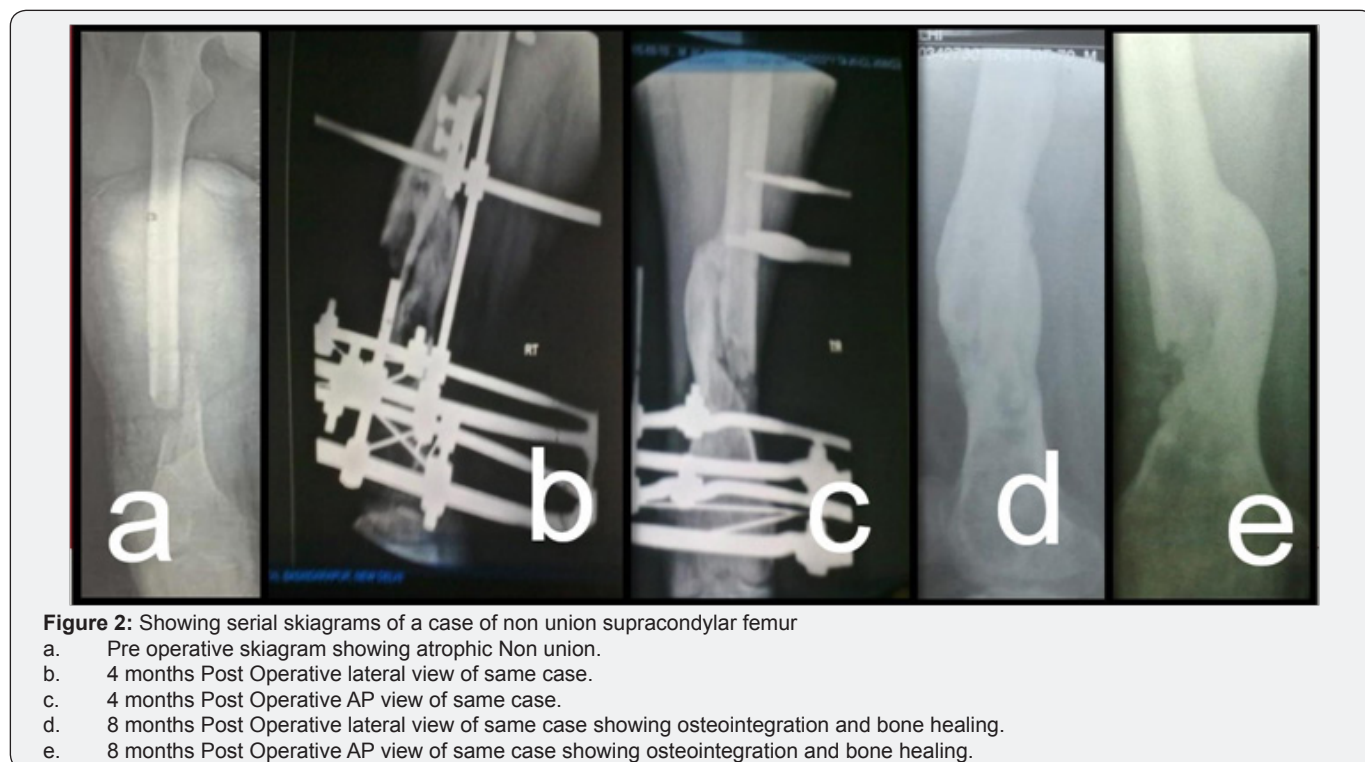 RT
a
b
c
d
e
Figure 2: Showing serial skiagrams of a case of non union supracondylar femur
a. Pre operative skiagram showing atrophic Non union.
b. 4 months Post Operative lateral view of same case.
c. 4 months Post Operative AP view of same case.
d. 8 months Post Operative lateral view of same case showing osteointegration and bone healing.
e. 8 months Post Operative AP view of same case showing osteointegration and bone healing.